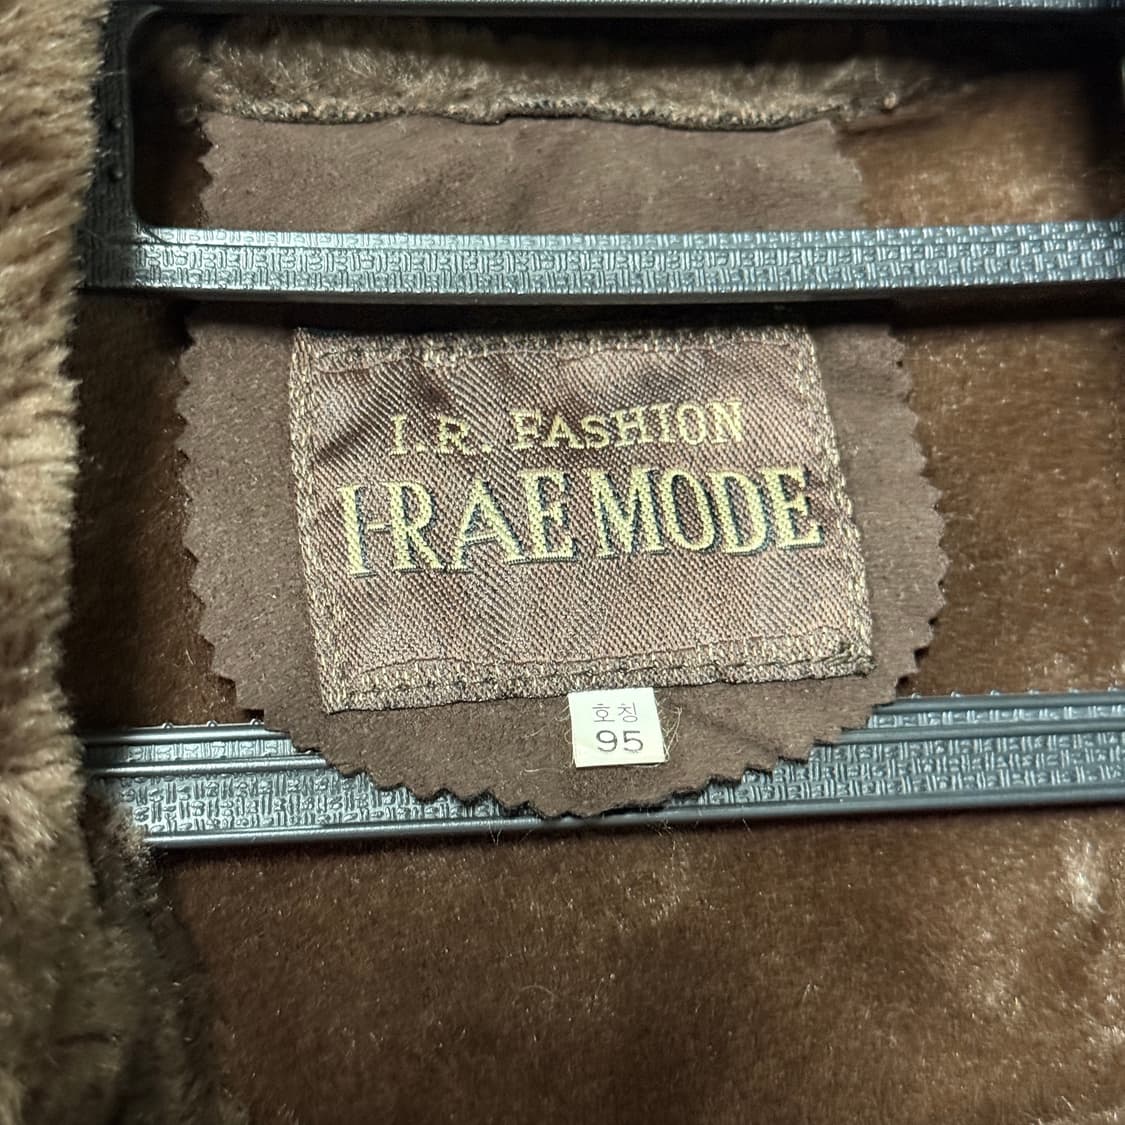 I.R. FASHION
I-RAE MODE
호칭
95